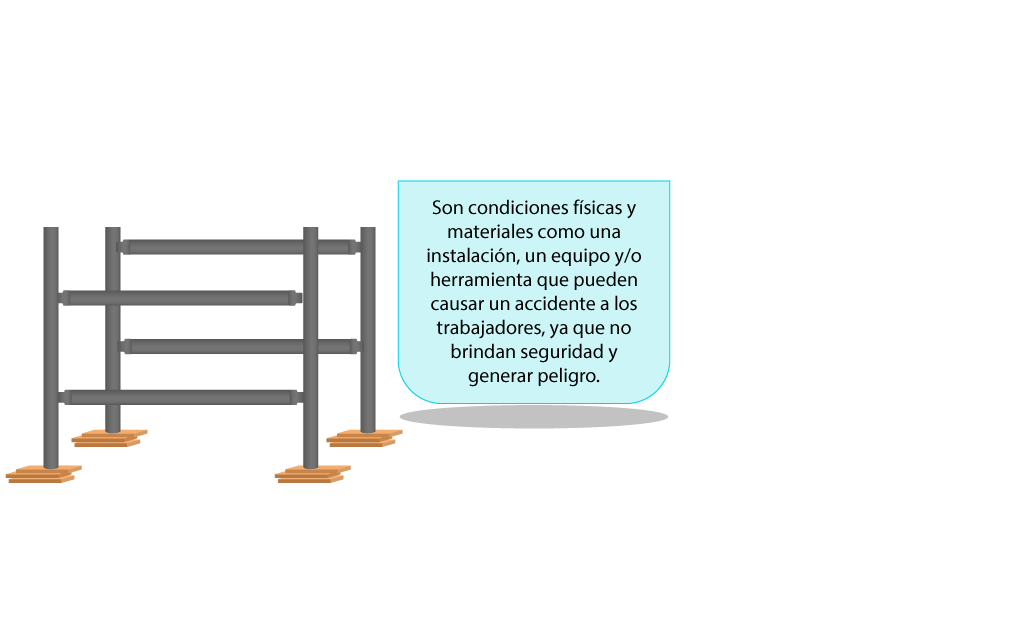 Son condiciones físicas y
materiales como una
instalación, un equipo y/o
herramienta que pueden
causar un accidente a los
trabajadores, ya que no
brindan seguridad y
generar peligro.